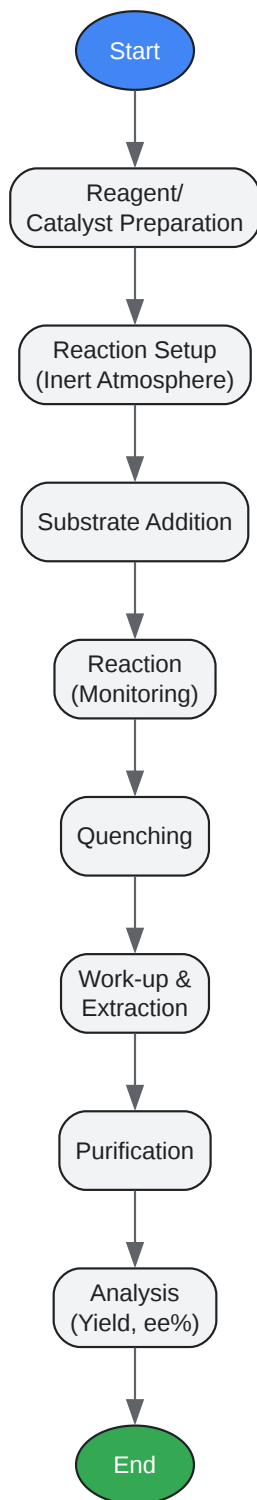 Start
Reagent/
Catalyst Preparation
Reaction Setup
(Inert Atmosphere)
Substrate Addition
Reaction
(Monitoring)
Quenching
Work-up &
Extraction
Purification
Analysis
(Yield, ee%)
End